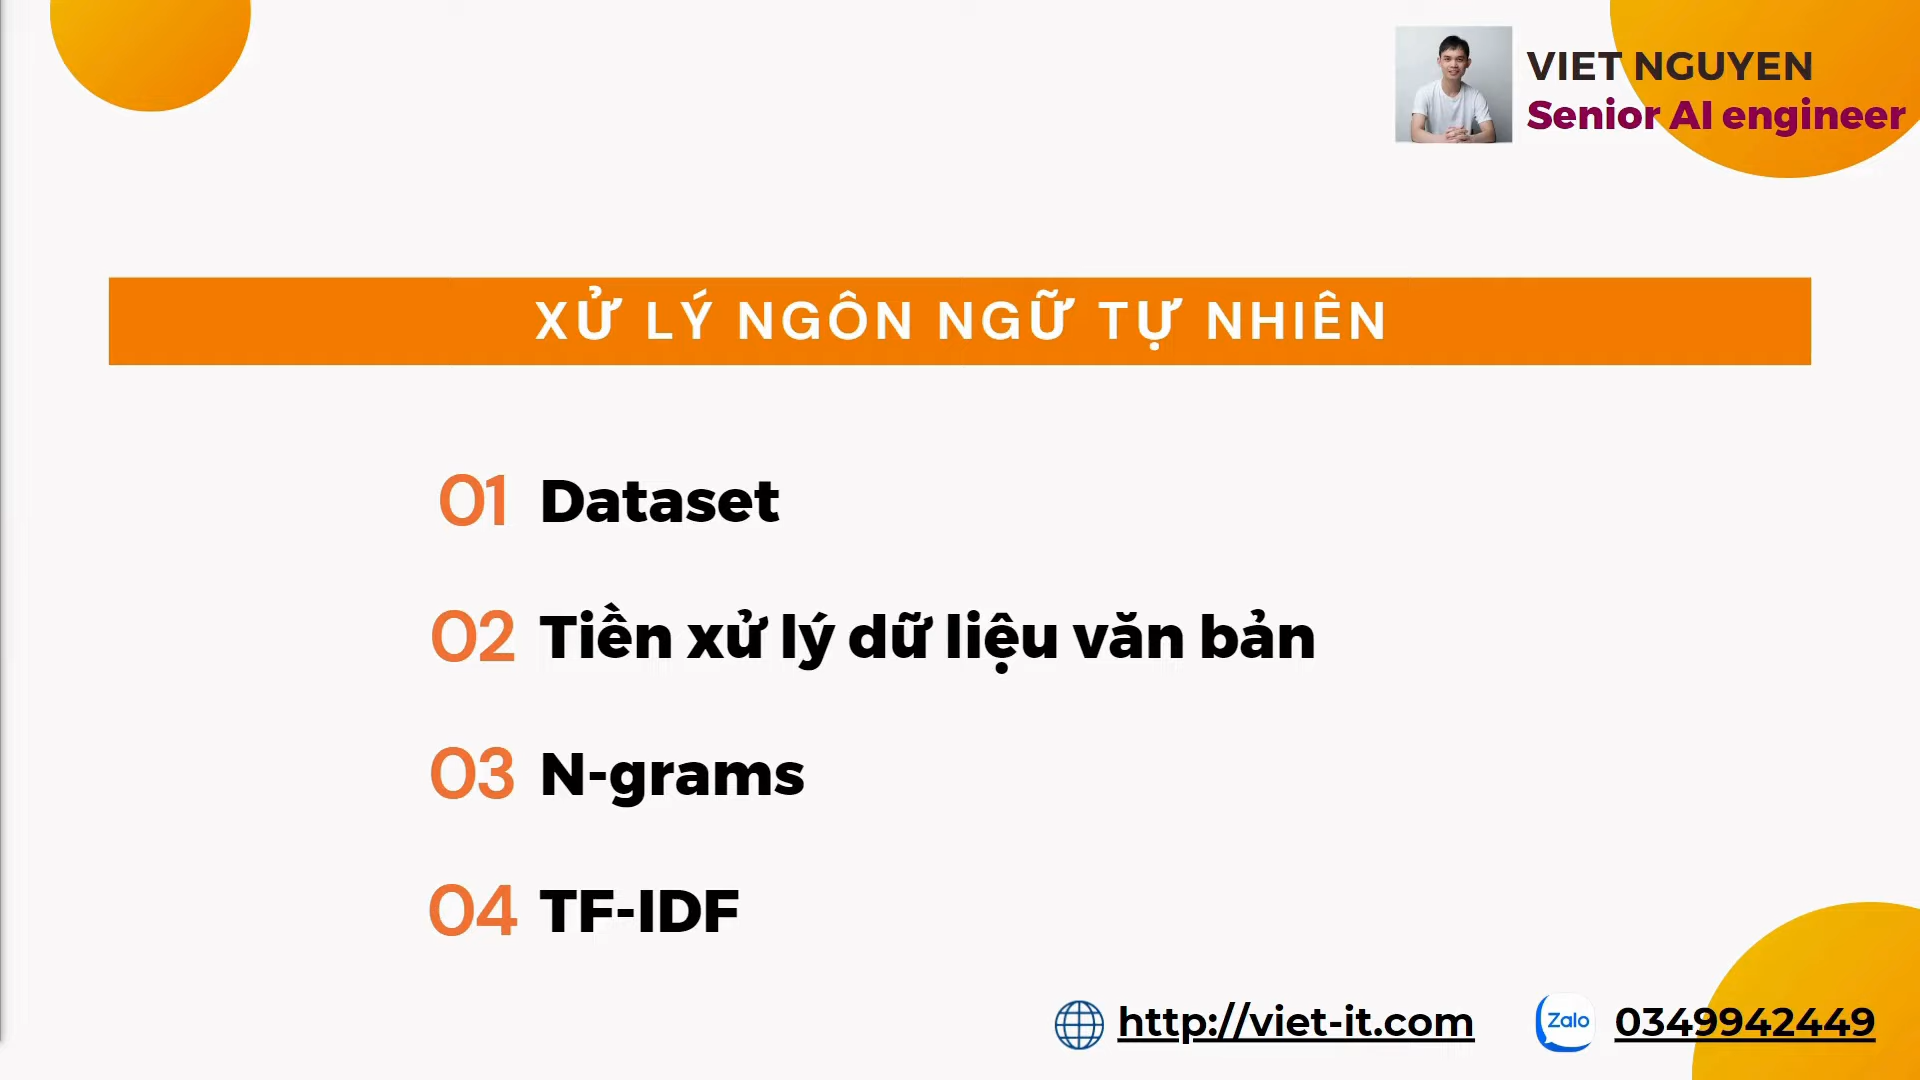 VIET NGUYEN
Senior AI engineer
XỬ LÝ NGÔN NGỮ TỰ NHIÊN
01 Dataset
02 Tiền xử lý dữ liệu văn bản
03 N-grams
04 TF-IDF
http://viet-it.com
Zalo 0349942449